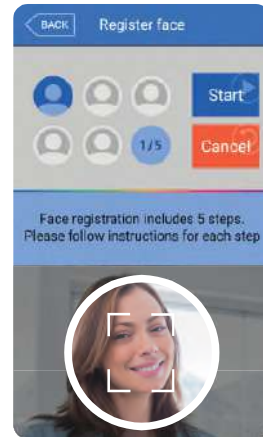 BACK
Register face
Start
1/5
Cancel
Face registration includes 5 steps.
Please follow instructions for each step